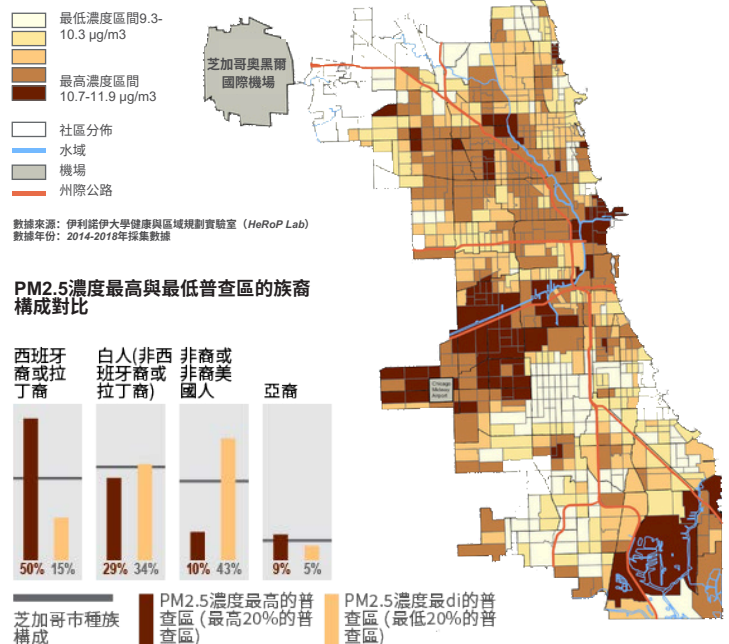 最低濃度區間9.3-
10.3 μg/m3
最高濃度區間
10.7-11.9 μg/m3
社區分佈
水域
機場
州際公路
芝加哥奧黑爾
國際機場
數據來源：伊利諾伊大學健康與區域規劃實驗室（HeRoP Lab）
數據年份：2014-2018年採集數據
Chicago
Midway
Airport
PM2.5濃度最高與最低普查區的族裔
構成對比
西班牙
裔或拉
丁裔
白人(非西
班牙裔或
拉丁裔)
非裔或
非裔美
國人
亞裔
50% 15%
29% 34%
10% 43%
9% 5%
芝加哥市種族
構成
PM2.5濃度最高的普
查區 (最高20%的普
查區)
PM2.5濃度最di的普
查區 (最低20%的普
查區)